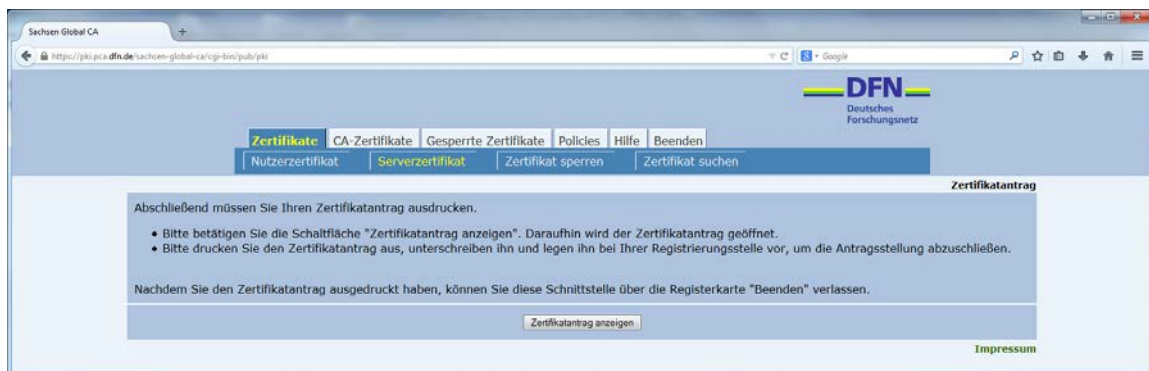 Sachsen Global CA
https://pki.pca.dfn.de/sachsen-global-ca/cgi-bin/pub/pki
Google
DFN
Deutsches
Forschungsnetz
Zertifikate CA-Zertifikate Gesperrte Zertifikate Policies Hilfe Beenden
Nutzerzertifikat Serverzertifikat Zertifikat sperren Zertifikat suchen
Zertifikatantrag
Abschließend müssen Sie Ihren Zertifikatantrag ausdrucken.
• Bitte betätigen Sie die Schaltfläche "Zertifikatantrag anzeigen". Daraufhin wird der Zertifikatantrag geöffnet.
• Bitte drucken Sie den Zertifikatantrag aus, unterschreiben ihn und legen ihn bei Ihrer Registrierungsstelle vor, um die Antragsstellung abzuschließen.
Nachdem Sie den Zertifikatantrag ausgedruckt haben, können Sie diese Schnittstelle über die Registerkarte "Beenden" verlassen.
Zertifikatantrag anzeigen
Impressum